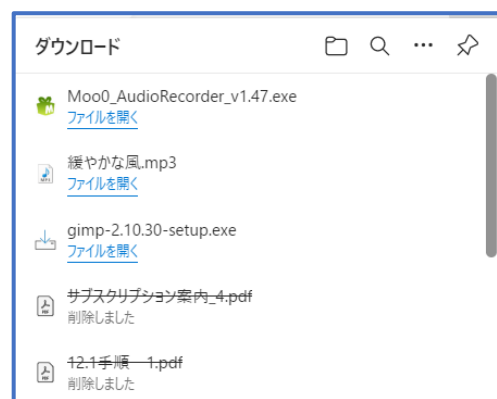 ダウンロード
Moo0_AudioRecorder_v1.47.exe
ファイルを開く
緩やかな風.mp3
ファイルを開く
gimp-2.10.30-setup.exe
ファイルを開く
サブスクリプション案内_4.pdf
削除しました
12.1手順　1.pdf
削除しました